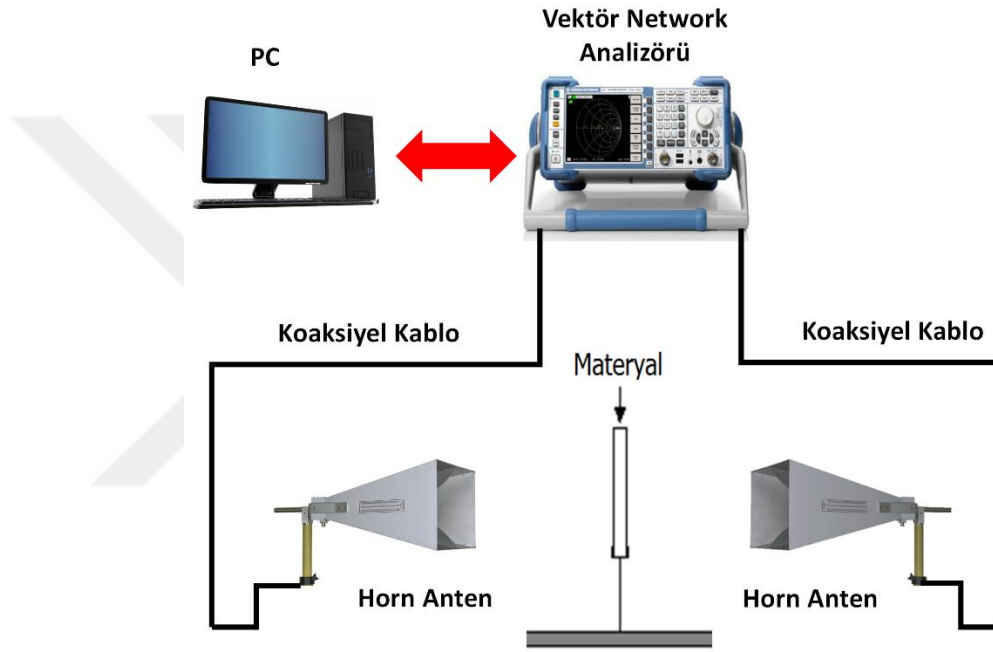 Vektör Network
Analizörü
PC
Koaksiyel Kablo
Koaksiyel Kablo
Materyal
Horn Anten
Horn Anten